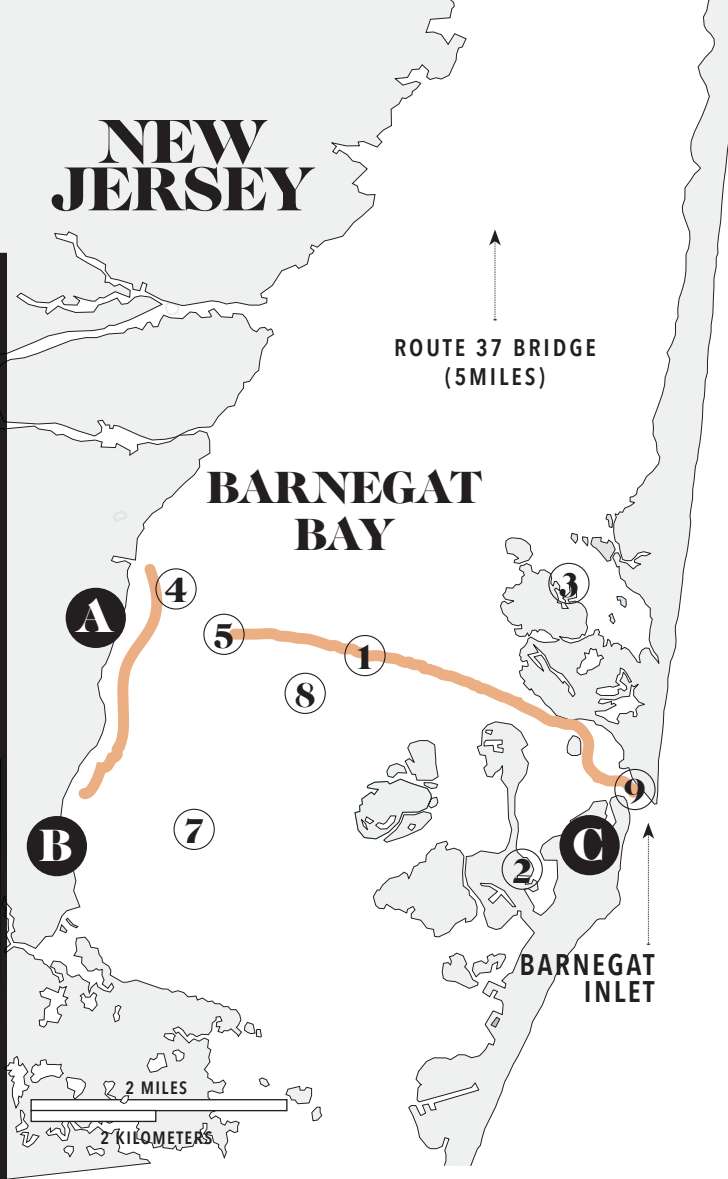 NEW
JERSEY
ROUTE 37 BRIDGE
(5MILES)
BARNEGAT
BAY
3
4
A
5
1
8
9
7
B
C
2
BARNEGAT
INLET
2 MILES
2 KILOMETERS